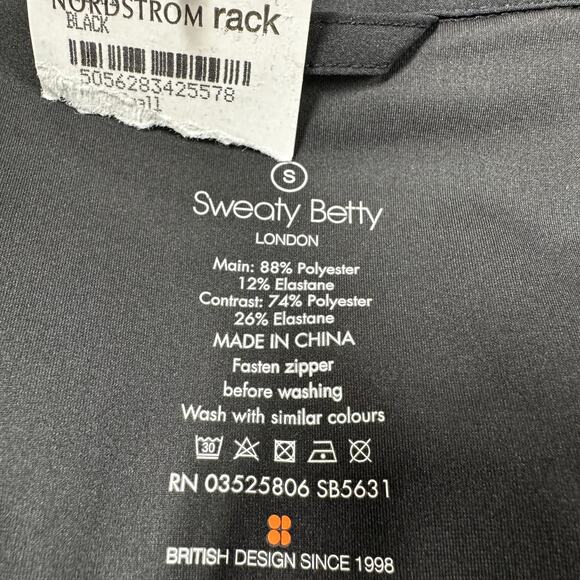 NORDSTROM rack
BLACK
5056283425578
S
Sweaty Betty
LONDON
Main: 88% Polyester
12% Elastane
Contrast: 74% Polyester
26% Elastane
MADE IN CHINA
Fasten zipper
before washing
Wash with similar colours
30
RN 03525806 SB5631
BRITISH DESIGN SINCE 1998